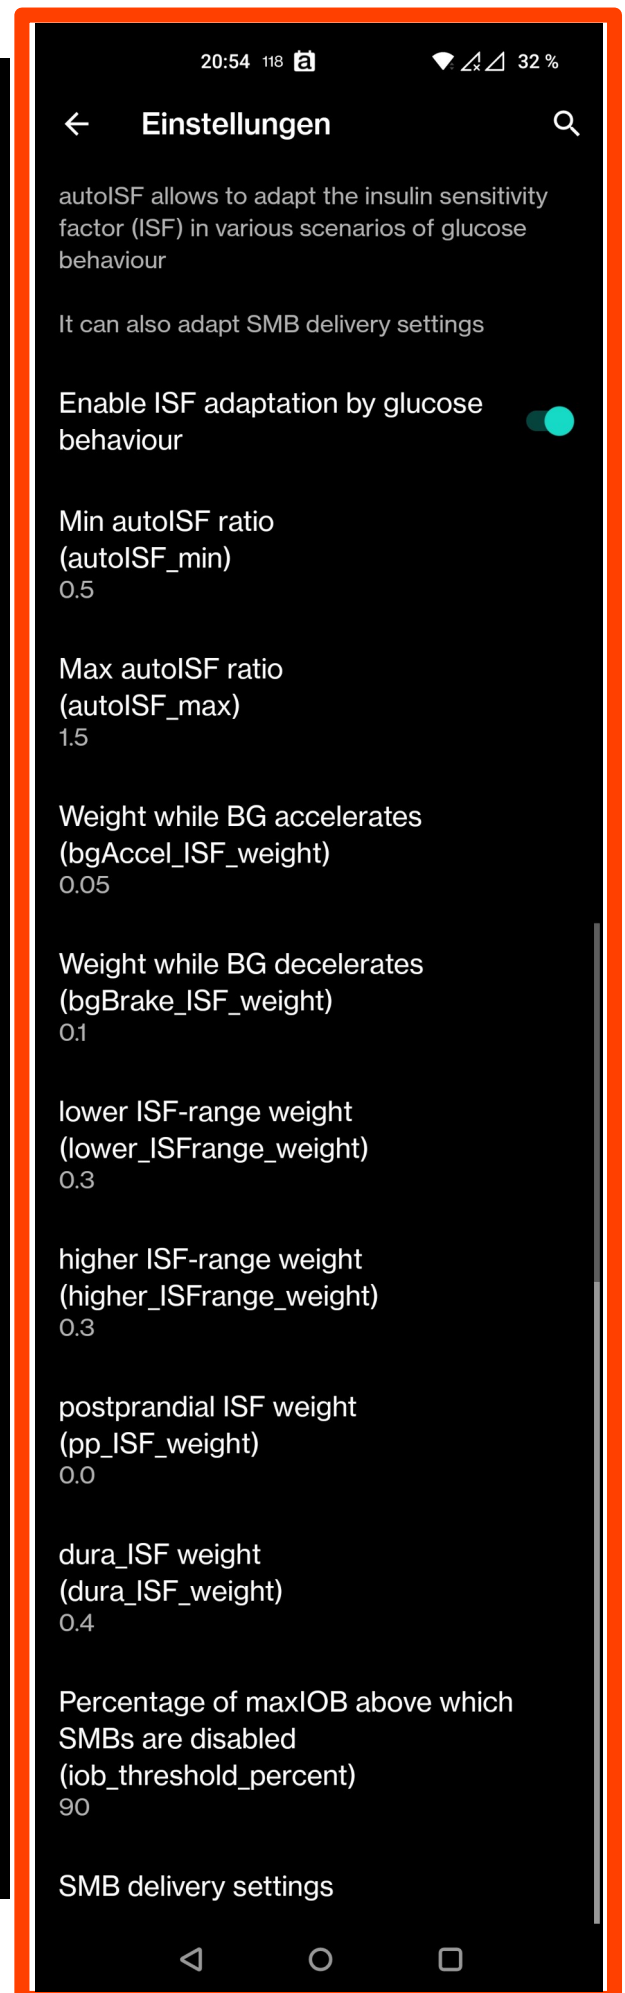 20:54 118 a 32 %
Einstellungen
autoISF allows to adapt the insulin sensitivity
factor (ISF) in various scenarios of glucose
behaviour
It can also adapt SMB delivery settings
Enable ISF adaptation by glucose
behaviour
Min autoISF ratio
(autoISF_min)
0.5
Max autoISF ratio
(autoISF_max)
1.5
Weight while BG accelerates
(bgAccel_ISF_weight)
0.05
Weight while BG decelerates
(bgBrake_ISF_weight)
0.1
lower ISF-range weight
(lower_ISFrange_weight)
0.3
higher ISF-range weight
(higher_ISFrange_weight)
0.3
postprandial ISF weight
(pp_ISF_weight)
0.0
dura_ISF weight
(dura_ISF_weight)
0.4
Percentage of maxIOB above which
SMBs are disabled
(iob_threshold_percent)
90
SMB delivery settings